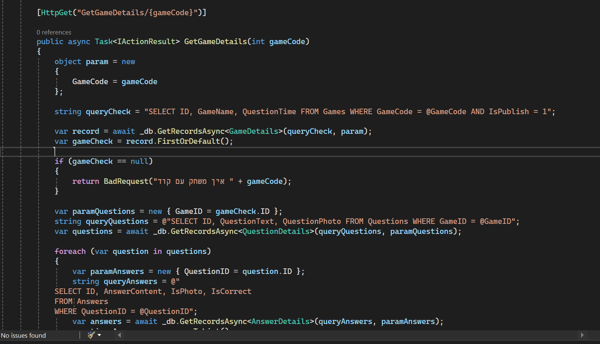 [HttpGet("GetGameDetails/{gameCode}")]
0 references
public async Task<IActionResult> GetGameDetails(int gameCode)
{
object param = new
{
GameCode = gameCode
};
string queryCheck = "SELECT ID, GameName, QuestionTime FROM Games WHERE GameCode = @GameCode AND IsPublish = 1";
var record = await _db.GetRecordsAsync<GameDetails>(queryCheck, param);
var gameCheck = record.FirstOrDefault();
if (gameCheck == null)
{
return BadRequest("אין משחק עם קוד " + gameCode);
}
var paramQuestions = new { GameID = gameCheck.ID };
string queryQuestions = @"SELECT ID, QuestionText, QuestionPhoto FROM Questions WHERE GameID = @GameID";
var questions = await _db.GetRecordsAsync<QuestionDetails>(queryQuestions, paramQuestions);
foreach (var question in questions)
{
var paramAnswers = new { QuestionID = question.ID };
string queryAnswers = @"
SELECT ID, AnswerContent, IsPhoto, IsCorrect
FROM Answers
WHERE QuestionID = @QuestionID";
var answers = await _db.GetRecordsAsync<AnswerDetails>(queryAnswers, paramAnswers);
No issues found